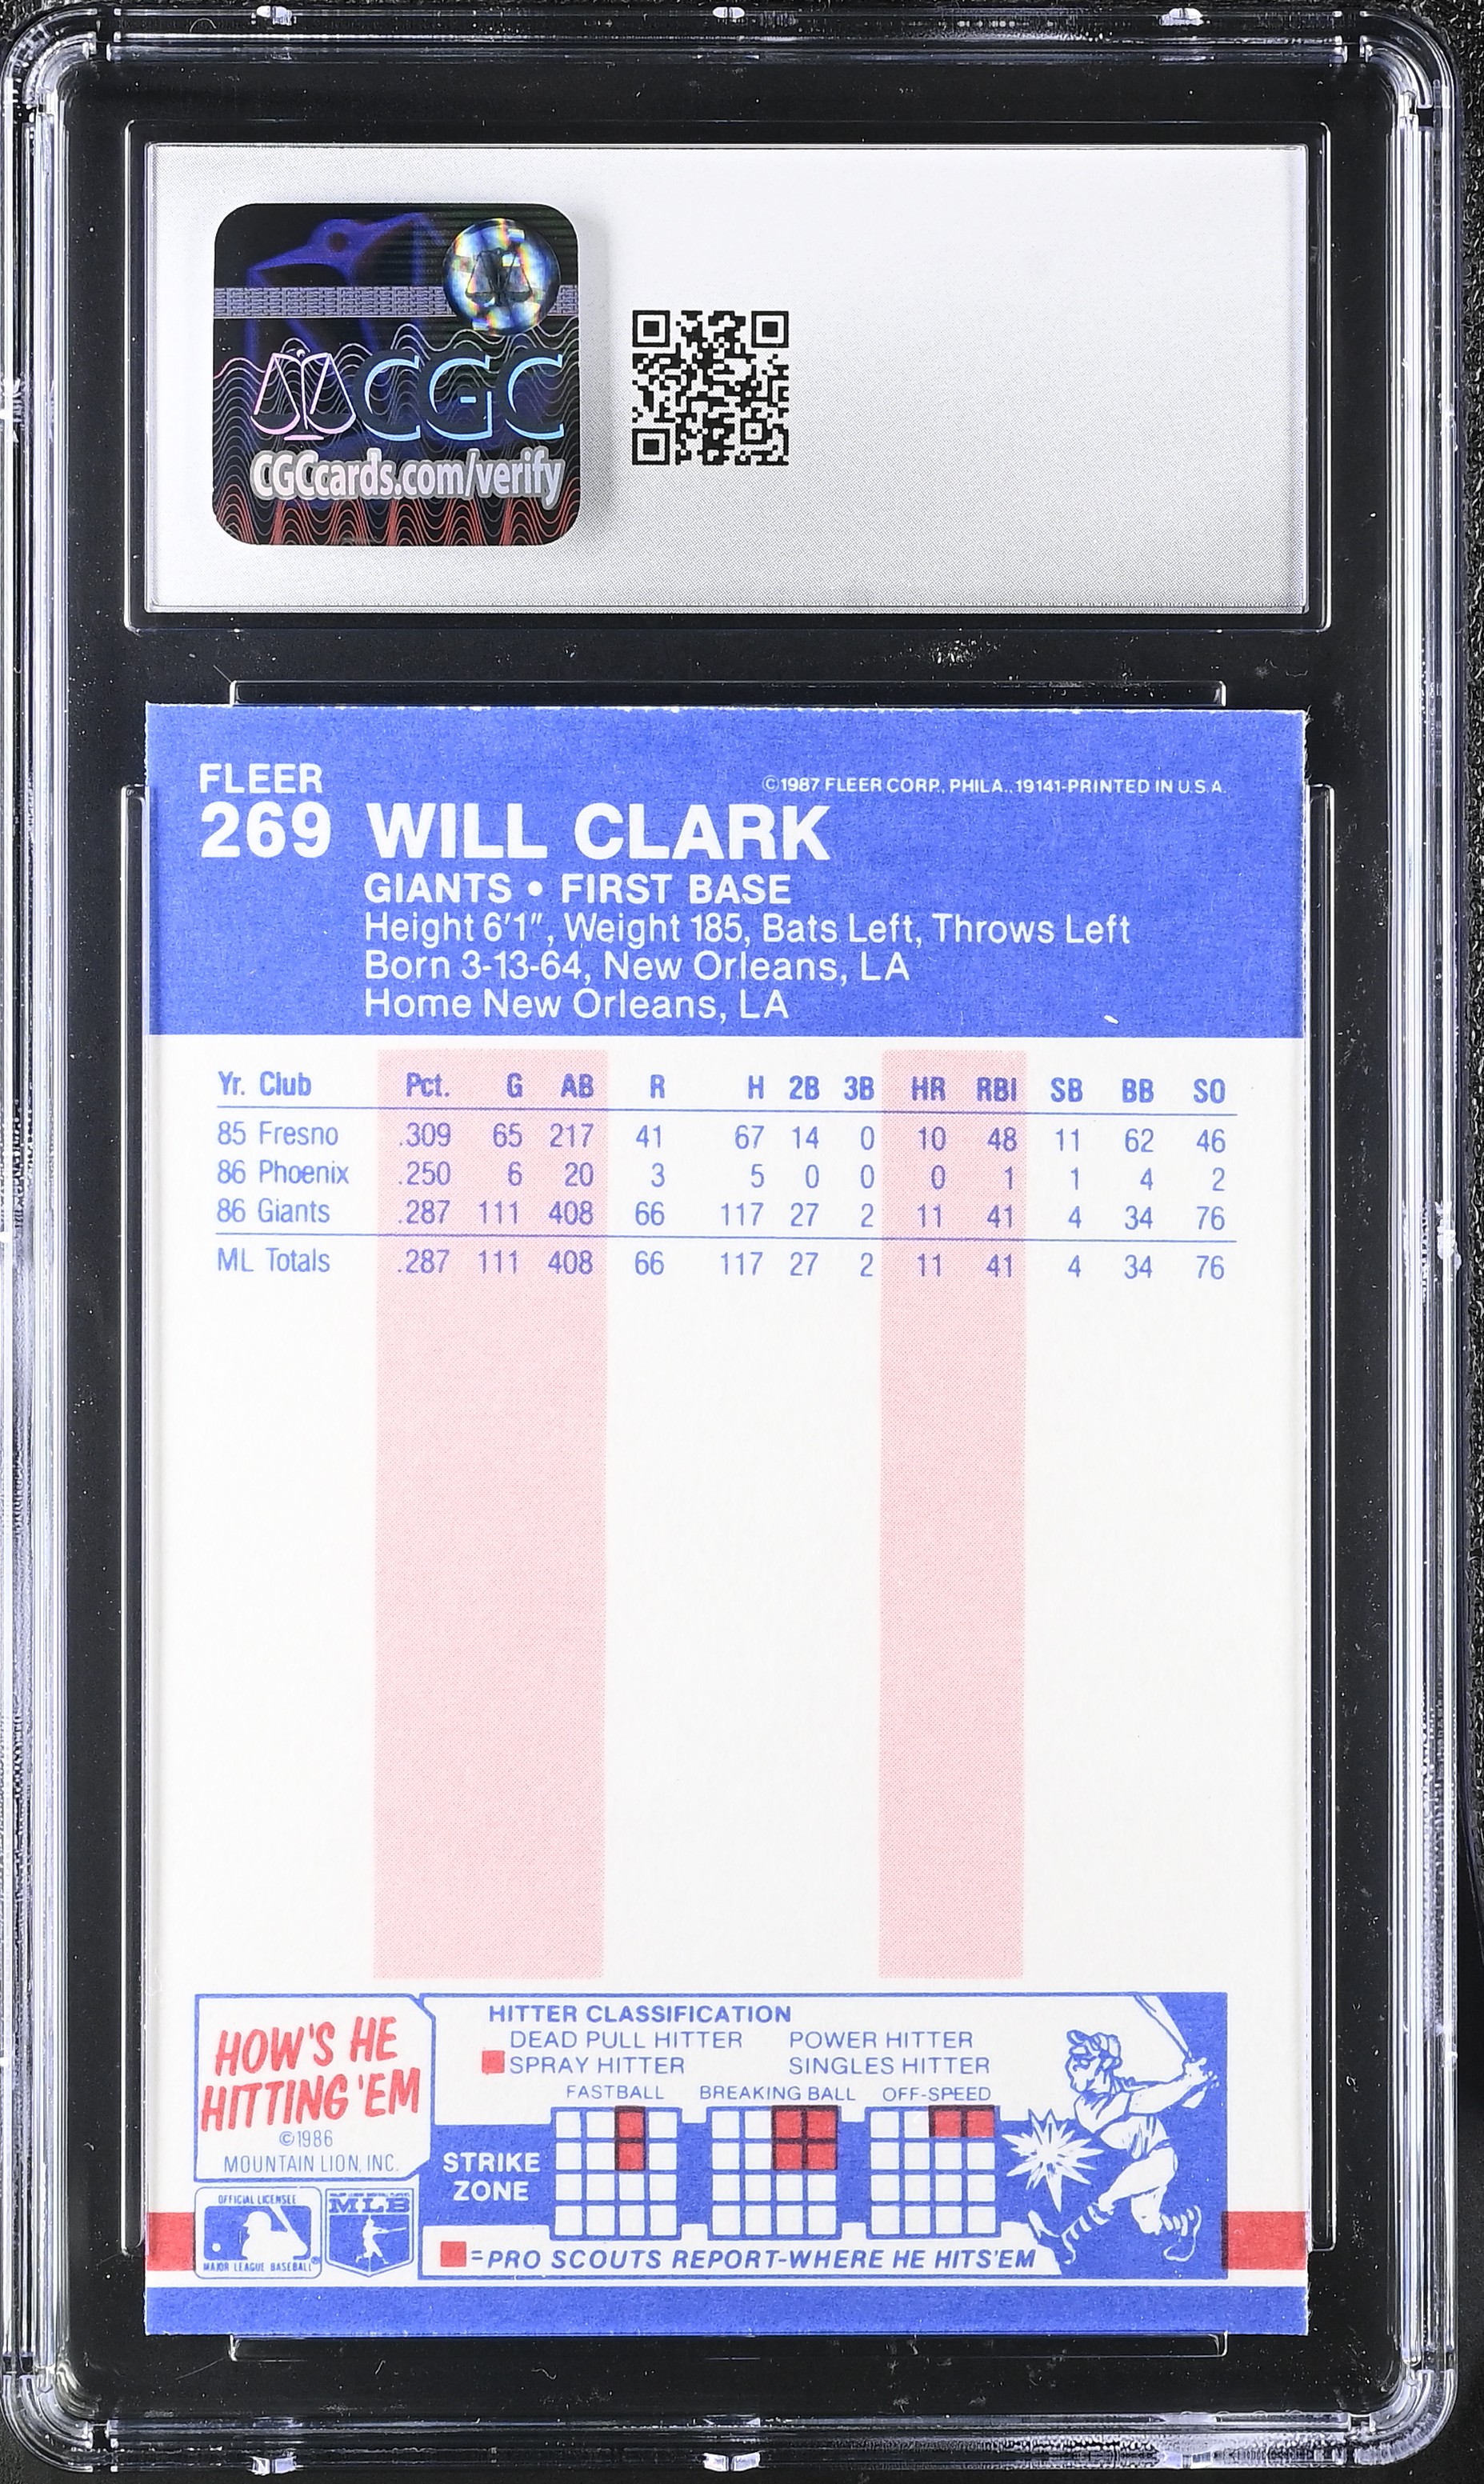 CGC
CGCcards.com/verify
FLEER
©1987 FLEER CORP., PHILA., 19141-PRINTED IN U.S.A.
269 WILL CLARK
GIANTS • FIRST BASE
Height 6'1", Weight 185, Bats Left, Throws Left
Born 3-13-64, New Orleans, LA
Home New Orleans, LA
Yr. Club Pct. G AB R H 2B 3B HR RBI SB BB SO
85 Fresno .309 65 217 41 67 14 0 10 48 11 62 46
86 Phoenix .250 6 20 3 5 0 0 0 1 1 4 2
86 Giants .287 111 408 66 117 27 2 11 41 4 34 76
ML Totals .287 111 408 66 117 27 2 11 41 4 34 76
HOW'S HE
HITTING 'EM
©1986
MOUNTAIN LION, INC.
HITTER CLASSIFICATION
DEAD PULL HITTER POWER HITTER
SPRAY HITTER SINGLES HITTER
FASTBALL BREAKING BALL OFF-SPEED
STRIKE
ZONE
=PRO SCOUTS REPORT-WHERE HE HITS'EM
OFFICIAL LICENSEE
MAJOR LEAGUE BASEBALL
MLB